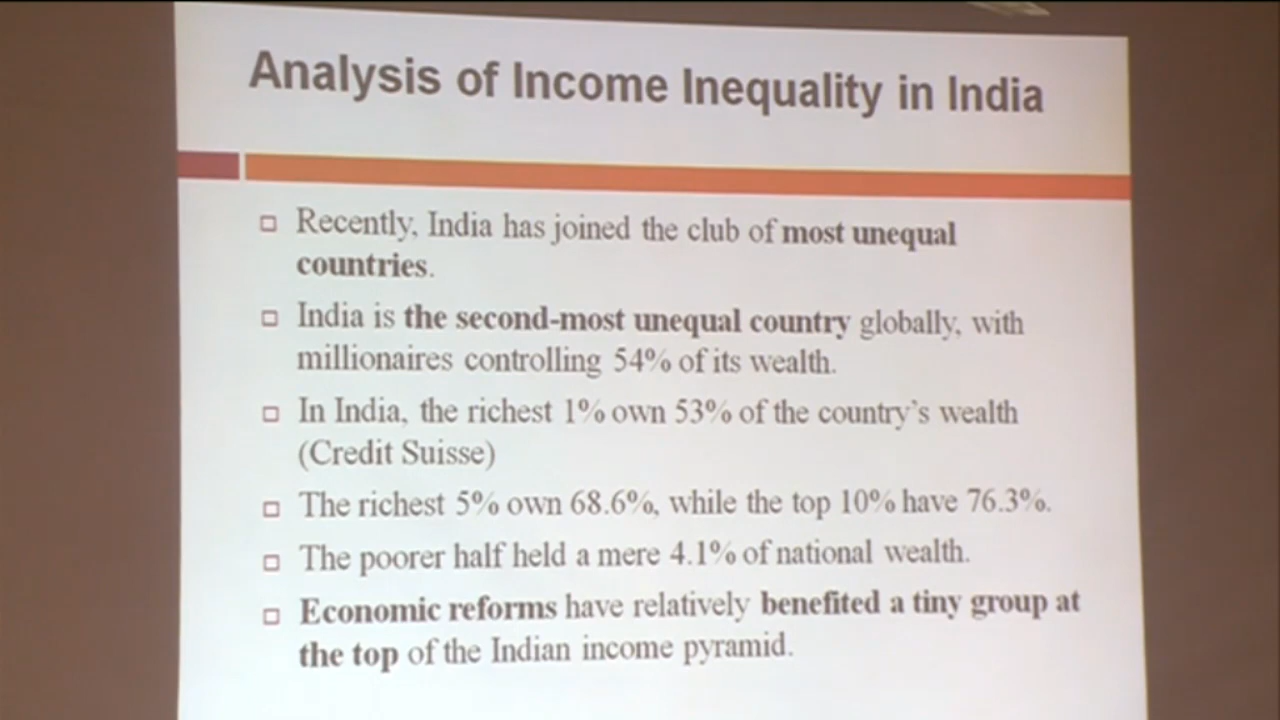 Analysis of Income Inequality in India
Recently, India has joined the club of most unequal
countries.
India is the second-most unequal country globally, with
millionaires controlling 54% of its wealth.
In India, the richest 1% own 53% of the country's wealth
(Credit Suisse)
The richest 5% own 68.6%, while the top 10% have 76.3%.
The poorer half held a mere 4.1% of national wealth.
Economic reforms have relatively benefited a tiny group at
the top of the Indian income pyramid.